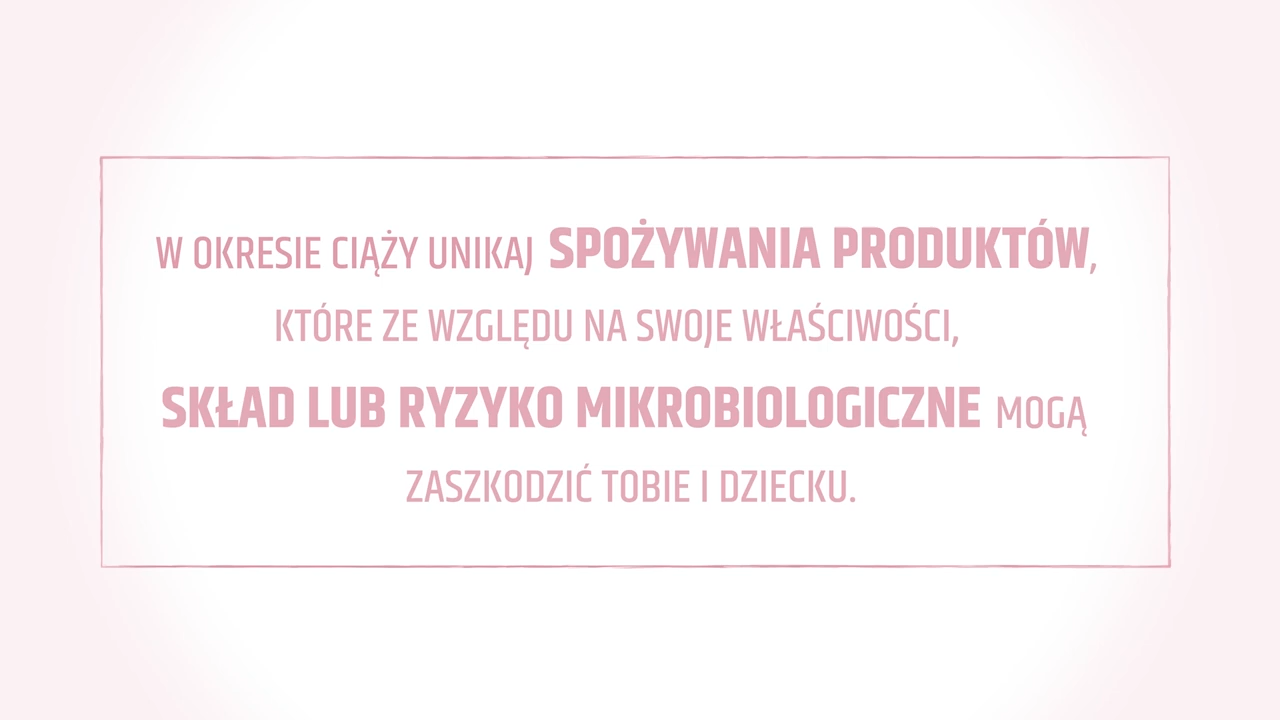 W OKRESIE CIĄŻY UNIKAJ SPOŻYWANIA PRODUKTÓW,
KTÓRE ZE WZGLĘDU NA SWOJE WŁAŚCIWOŚCI,
SKŁAD LUB RYZYKO MIKROBIOLOGICZNE MOGĄ
ZASZKODZIĆ TOBIE I DZIECKU.